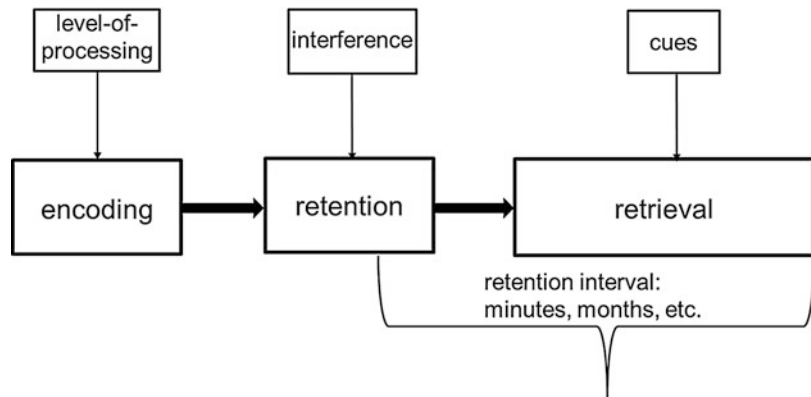 level-of-
processing
interference
cues
encoding
retention
retrieval
retention interval:
minutes, months, etc.